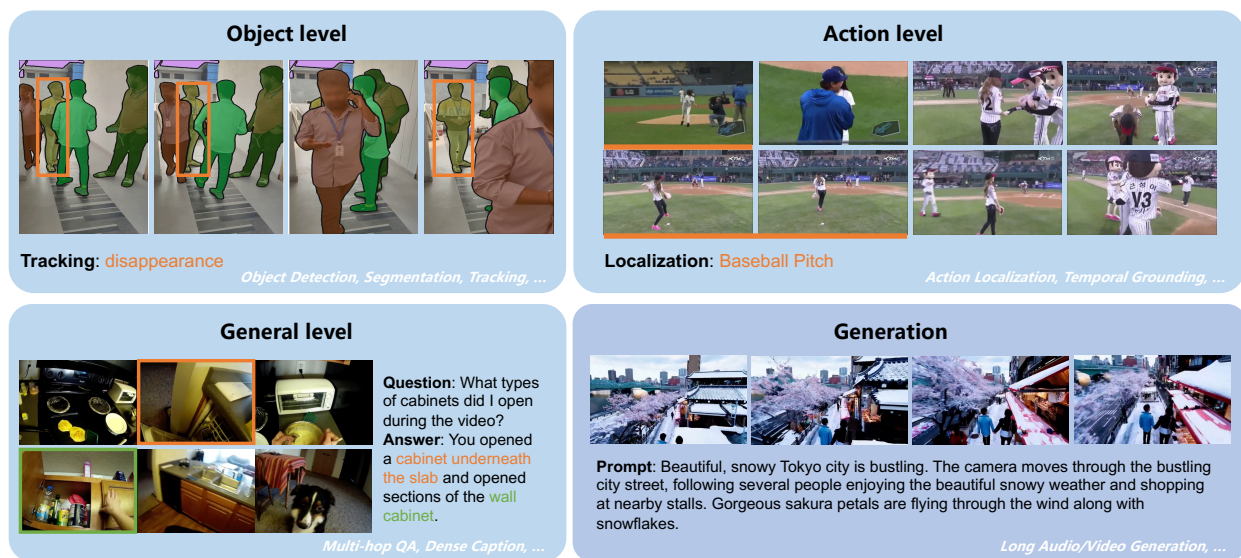 Object level
Tracking: disappearance
Object Detection, Segmentation, Tracking, ...
Action level
2
V3
Localization: Baseball Pitch
Action Localization, Temporal Grounding, ...
General level
Question: What types
of cabinets did I open
during the video?
Answer: You opened
a cabinet underneath
the slab and opened
sections of the wall
cabinet.
Multi-hop QA, Dense Caption, ...
Generation
Prompt: Beautiful, snowy Tokyo city is bustling. The camera moves through the bustling
city street, following several people enjoying the beautiful snowy weather and shopping
at nearby stalls. Gorgeous sakura petals are flying through the wind along with
snowflakes.
Long Audio/Video Generation, ...